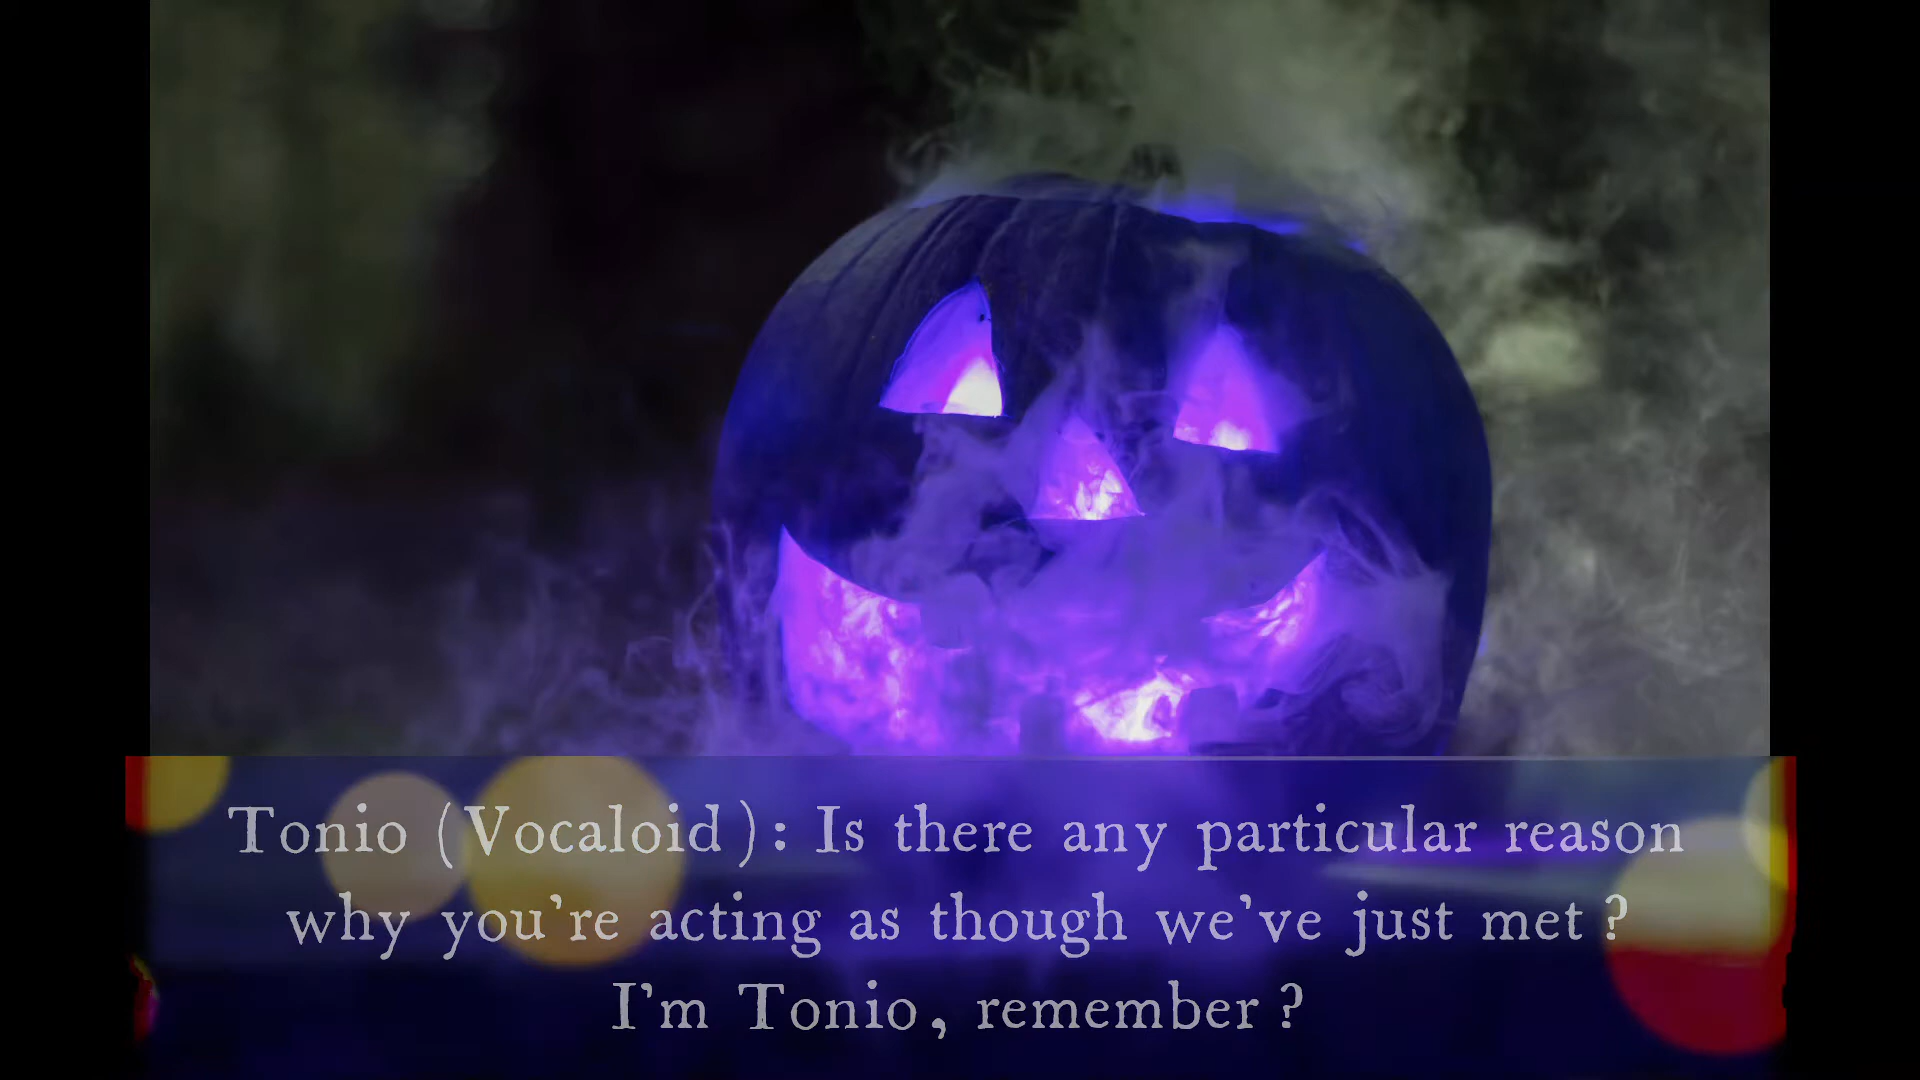 Tonio (Vocaloid): Is there any particular reason
why you're acting as though we've just met?
I'm Tonio, remember?